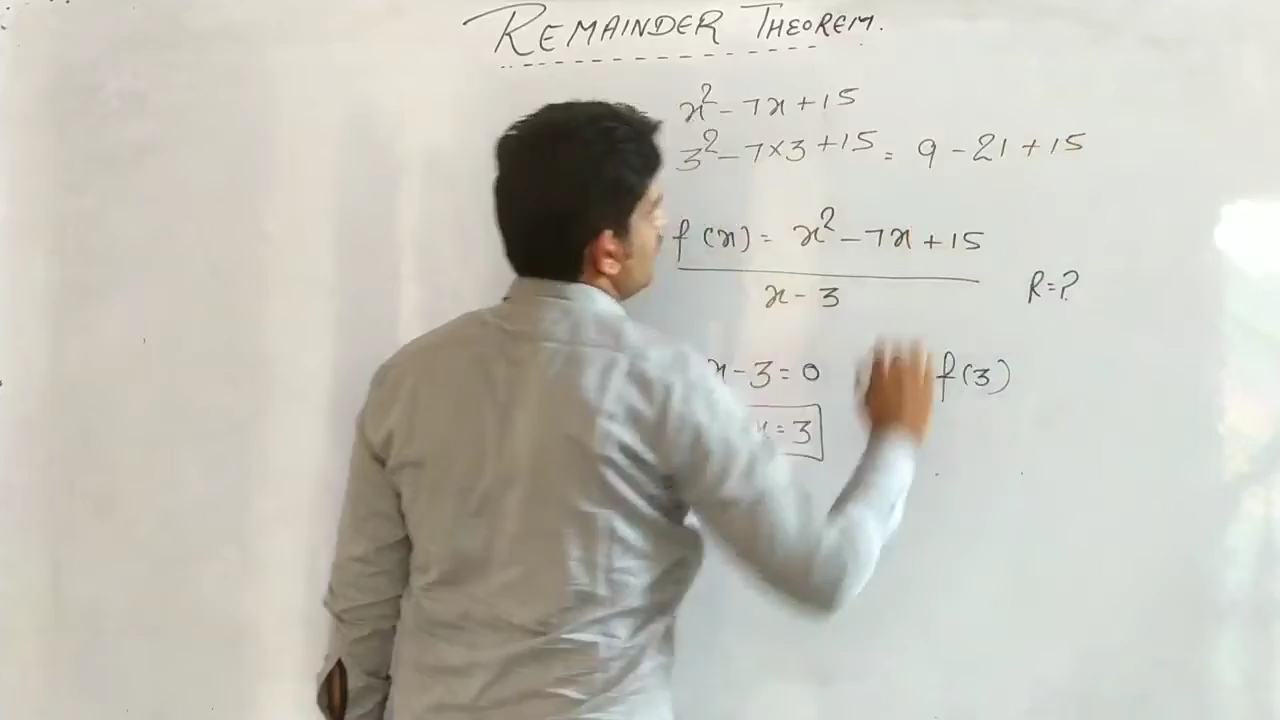 REMAINDER THEOREM.
x²-7x+15
3²-7×3+15 = 9-21+15
f(x) = x²-7x+15
x-3
R=?
x-3=0 f(3)
x=3